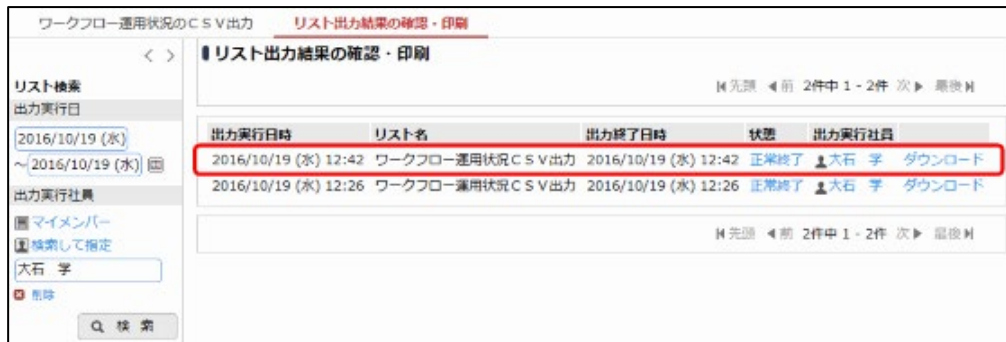 ワークフロー運用状況のＣＳＶ出力 リスト出力結果の確認・印刷
リスト検索
出力実行日
2016/10/19 (水)
～2016/10/19 (水)
出力実行社員
マイメンバー
検索して指定
大石　学
削除
検 索
リスト出力結果の確認・印刷
先頭 前 2件中 1 - 2件 次 最後
出力実行日時 リスト名 出力終了日時 状態 出力実行社員
2016/10/19 (水) 12:42 ワークフロー運用状況ＣＳＶ出力 2016/10/19 (水) 12:42 正常終了 大石　学 ダウンロード
2016/10/19 (水) 12:26 ワークフロー運用状況ＣＳＶ出力 2016/10/19 (水) 12:26 正常終了 大石　学 ダウンロード
先頭 前 2件中 1 - 2件 次 最後